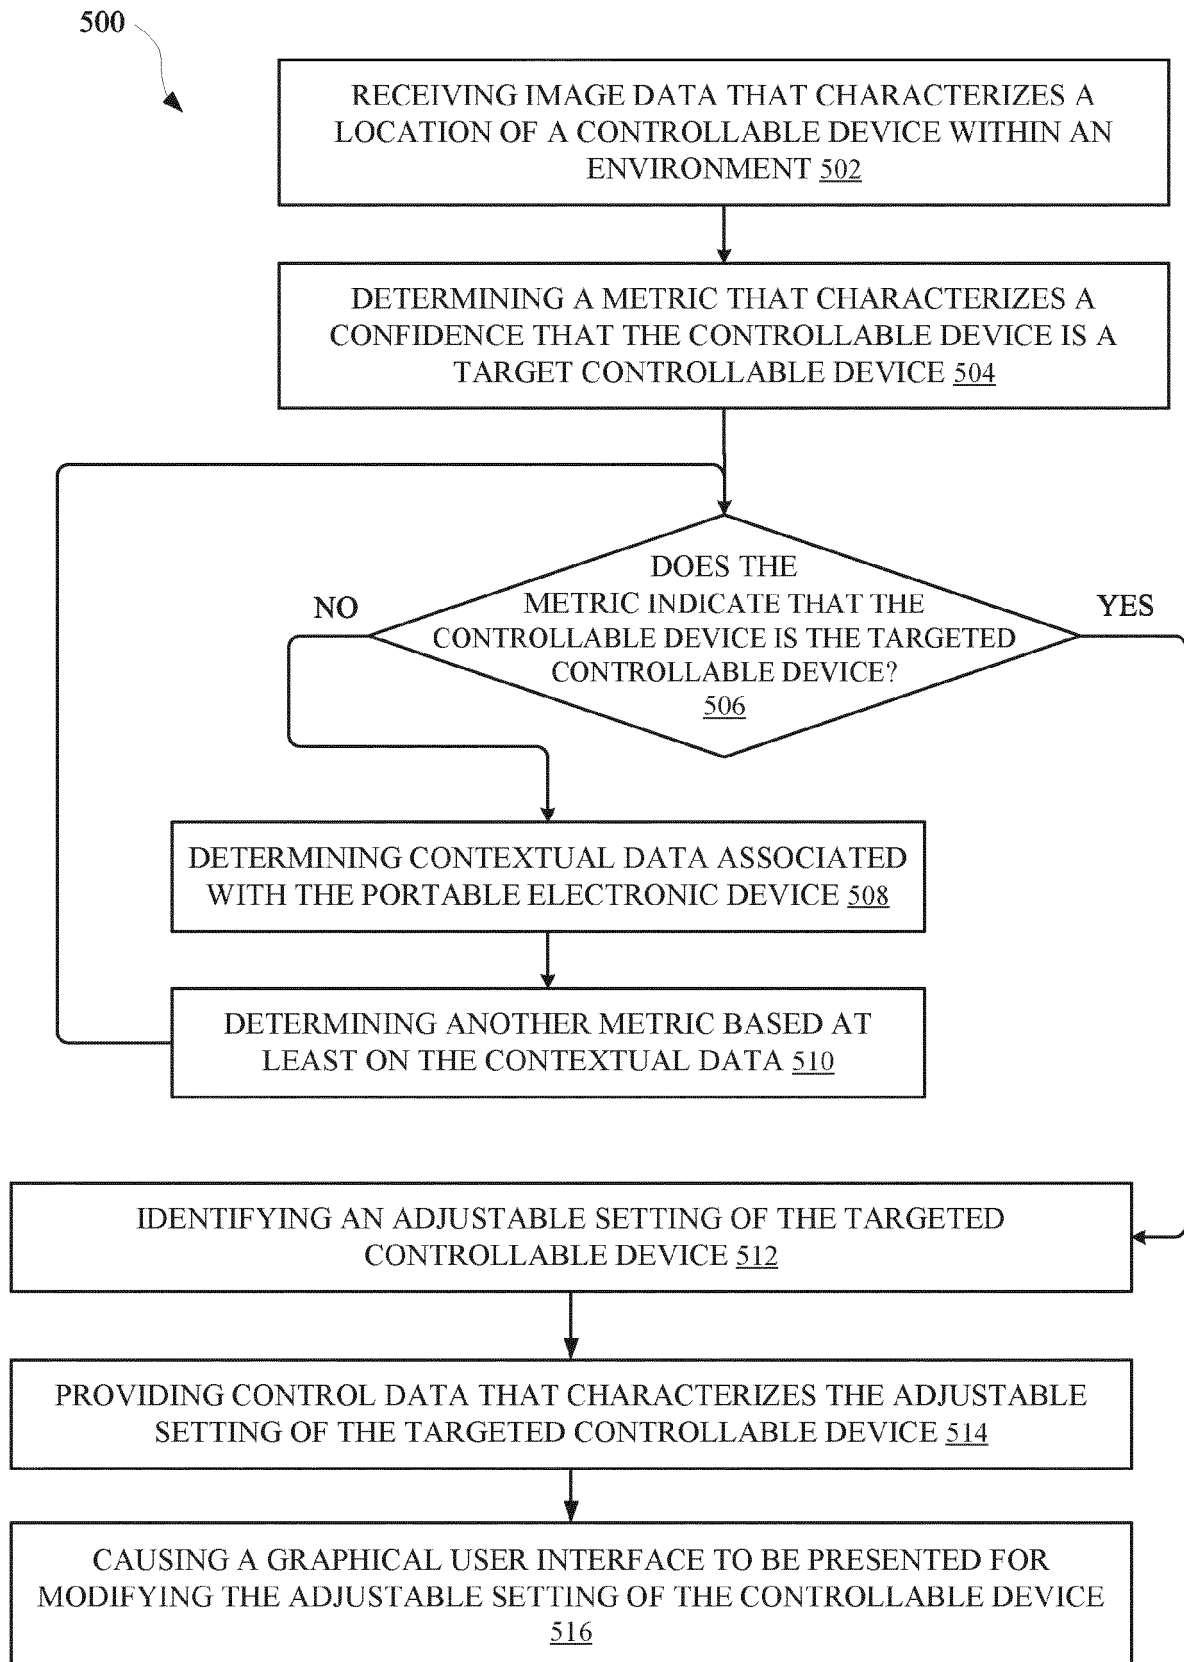 500
RECEIVING IMAGE DATA THAT CHARACTERIZES A
LOCATION OF A CONTROLLABLE DEVICE WITHIN AN
ENVIRONMENT 502
DETERMINING A METRIC THAT CHARACTERIZES A
CONFIDENCE THAT THE CONTROLLABLE DEVICE IS A
TARGET CONTROLLABLE DEVICE 504
DOES THE
METRIC INDICATE THAT THE
CONTROLLABLE DEVICE IS THE TARGETED
CONTROLLABLE DEVICE?
506
NO
YES
DETERMINING CONTEXTUAL DATA ASSOCIATED
WITH THE PORTABLE ELECTRONIC DEVICE 508
DETERMINING ANOTHER METRIC BASED AT
LEAST ON THE CONTEXTUAL DATA 510
IDENTIFYING AN ADJUSTABLE SETTING OF THE TARGETED
CONTROLLABLE DEVICE 512
PROVIDING CONTROL DATA THAT CHARACTERIZES THE ADJUSTABLE
SETTING OF THE TARGETED CONTROLLABLE DEVICE 514
CAUSING A GRAPHICAL USER INTERFACE TO BE PRESENTED FOR
MODIFYING THE ADJUSTABLE SETTING OF THE CONTROLLABLE DEVICE
516